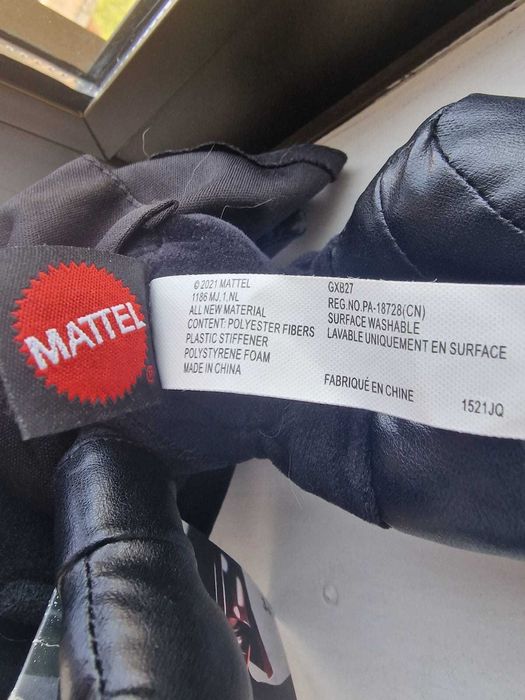 MATTEL
®
© 2021 MATTEL
1186 MJ,1,NL
ALL NEW MATERIAL
CONTENT: POLYESTER FIBERS
PLASTIC STIFFENER
POLYSTYRENE FOAM
MADE IN CHINA
GXB27
REG.NO.PA-18728(CN)
SURFACE WASHABLE
LAVABLE UNIQUEMENT EN SURFACE
FABRIQUÉ EN CHINE
1521JQ